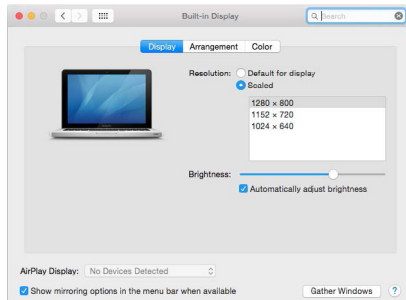 Built-in Display
Search
Display Arrangement Color
Resolution: Default for display
Scaled
1280 × 800
1152 × 720
1024 × 640
Brightness:
Automatically adjust brightness
AirPlay Display: No Devices Detected
Show mirroring options in the menu bar when available
Gather Windows ?